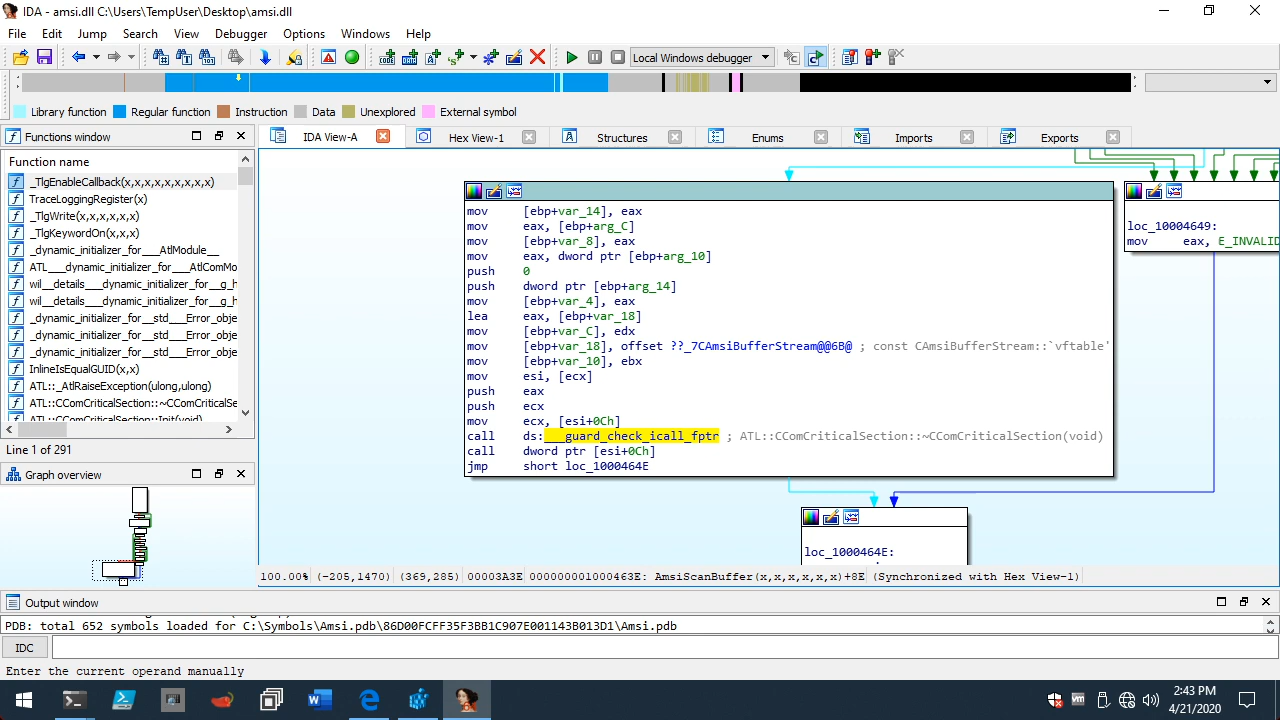 IDA - amsi.dll C:\Users\TempUser\Desktop\amsi.dll
File Edit Jump Search View Debugger Options Windows Help
Local Windows debugger
Library function Regular function Instruction Data Unexplored External symbol
Functions window
IDA View-A Hex View-1 Structures Enums Imports Exports
Function name
_TlgEnableCallback(x,x,x,x,x,x,x,x,x)
TraceLoggingRegister(x)
_TlgWrite(x,x,x,x,x,x)
_TlgKeywordOn(x,x,x)
_dynamic_initializer_for___AtlModule__
ATL___dynamic_initializer_for___AtlComMo
wil__details___dynamic_initializer_for__g_h
wil__details___dynamic_initializer_for__g_h
_dynamic_initializer_for__std___Error_obje
_dynamic_initializer_for__std___Error_obje
_dynamic_initializer_for__std___Error_obje
InlineIsEqualGUID(x,x)
ATL::_AtlRaiseException(ulong,ulong)
ATL::CComCriticalSection::~CComCriticalSe
ATL::CComCriticalSection::Init(void)
Line 1 of 291
mov [ebp+var_14], eax
mov eax, [ebp+arg_C]
mov [ebp+var_8], eax
mov eax, dword ptr [ebp+arg_10]
push 0
push dword ptr [ebp+arg_14]
mov [ebp+var_4], eax
lea eax, [ebp+var_18]
mov [ebp+var_C], edx
mov [ebp+var_18], offset ??_7CAmsiBufferStream@@6B@ ; const CAmsiBufferStream::`vftable'
mov [ebp+var_10], ebx
mov esi, [ecx]
push eax
push ecx
mov ecx, [esi+0Ch]
call ds:___guard_check_icall_fptr ; ATL::CComCriticalSection::~CComCriticalSection(void)
call dword ptr [esi+0Ch]
jmp short loc_1000464E
loc_10004649:
mov eax, E_INVALID
loc_1000464E:
Graph overview
100.00% (-205,1470) (369,285) 00003A3E 000000001000463E: AmsiScanBuffer(x,x,x,x,x,x)+8E (Synchronized with Hex View-1)
Output window
PDB: total 652 symbols loaded for C:\Symbols\Amsi.pdb\86D00FCFF35F3BB1C907E001143B013D1\Amsi.pdb
IDC
Enter the current operand manually
2:43 PM
4/21/2020